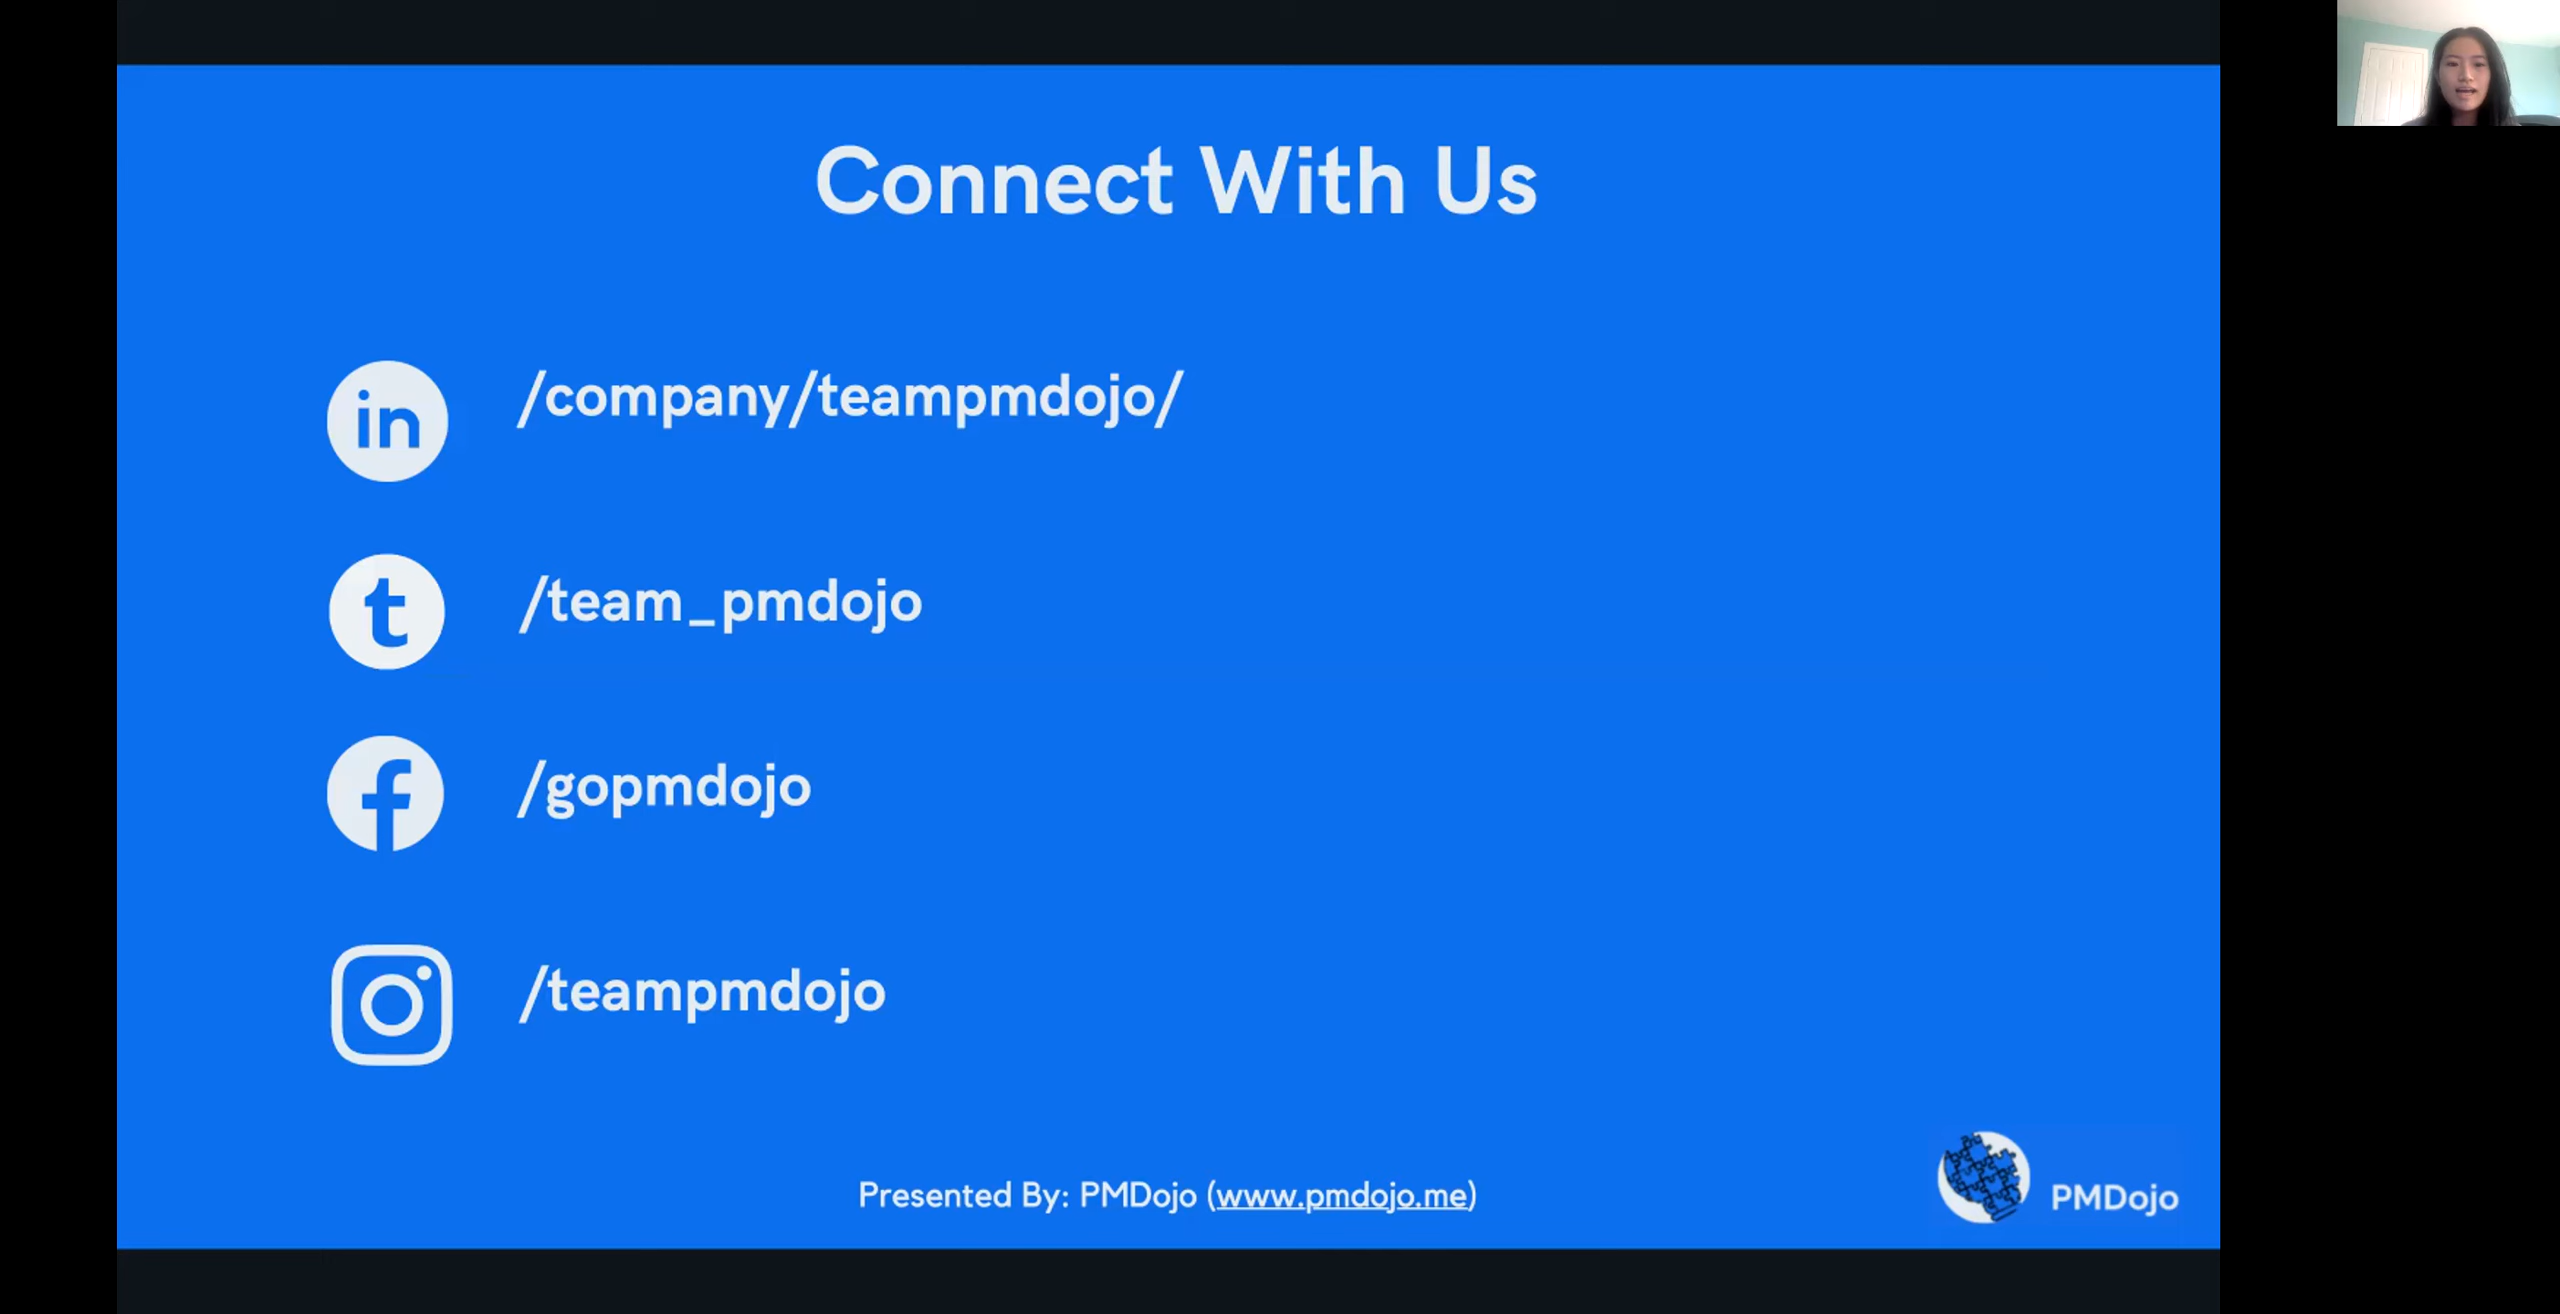 Connect With Us
in
/company/teampmdojo/
t
/team_pmdojo
f
/gopmdojo
/teampmdojo
Presented By: PMDojo (www.pmdojo.me)
PMDojo